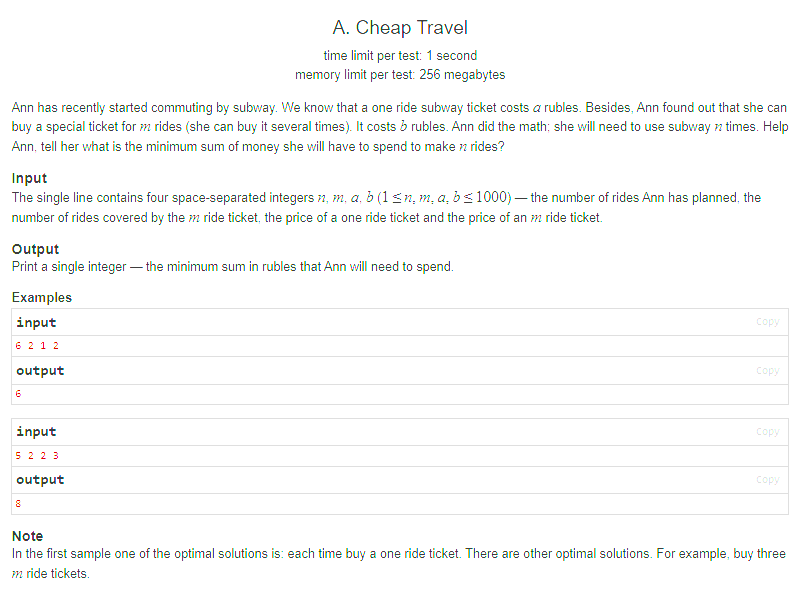 A. Cheap Travel
time limit per test: 1 second
memory limit per test: 256 megabytes
Ann has recently started commuting by subway. We know that a one ride subway ticket costs a rubles. Besides, Ann found out that she can
buy a special ticket for m rides (she can buy it several times). It costs b rubles. Ann did the math; she will need to use subway n times. Help
Ann, tell her what is the minimum sum of money she will have to spend to make n rides?
Input
The single line contains four space-separated integers n, m, a, b (1 ≤ n, m, a, b ≤ 1000) — the number of rides Ann has planned, the
number of rides covered by the m ride ticket, the price of a one ride ticket and the price of an m ride ticket.
Output
Print a single integer — the minimum sum in rubles that Ann will need to spend.
Examples
input Copy
6 2 1 2
output Copy
6
input Copy
5 2 2 3
output Copy
8
Note
In the first sample one of the optimal solutions is: each time buy a one ride ticket. There are other optimal solutions. For example, buy three
m ride tickets.